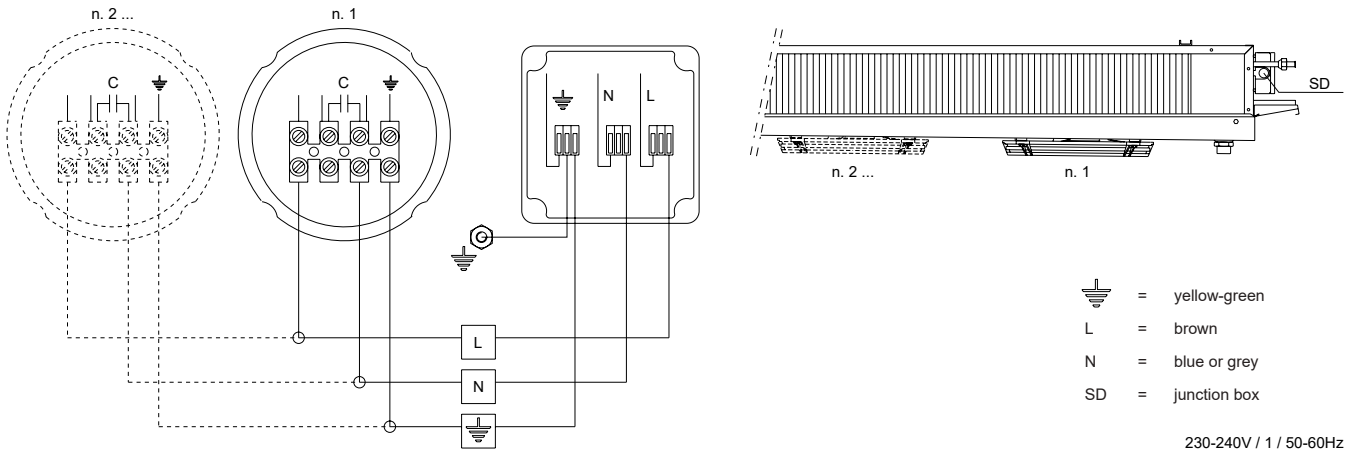 n. 2 ...
n. 1
C
C
N
L
L
N
SD
n. 2 ...
n. 1
= yellow-green
L = brown
N = blue or grey
SD = junction box
230-240V / 1 / 50-60Hz